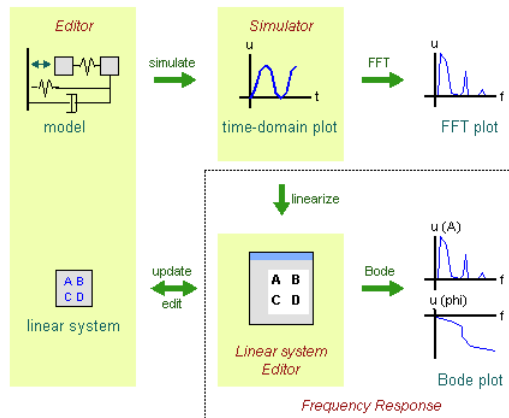 Editor
Simulator
simulate
u
t
FFT
u
f
model
time-domain plot
FFT plot
linearize
A B
C D
linear system
update
edit
A B
C D
Linear system
Editor
Bode
u (A)
f
u (phi)
f
Bode plot
Frequency Response